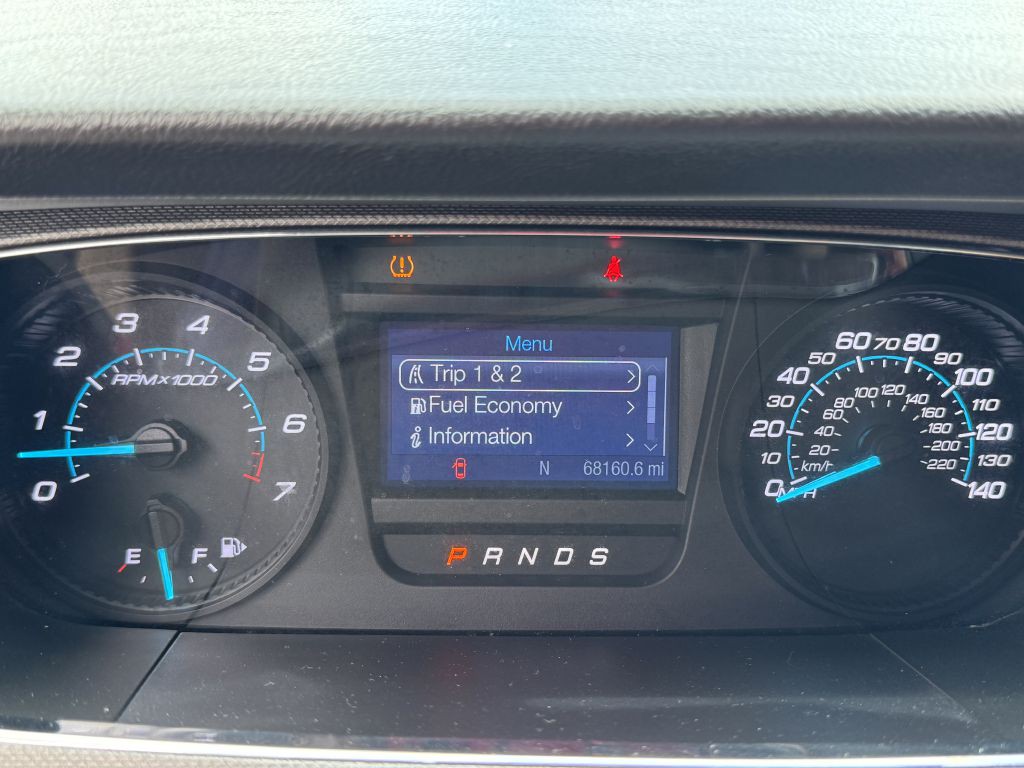 Menu
Trip 1 & 2
Fuel Economy
Information
N 68160.6 mi
P R N D S
0 1 2 3 4 5 6 7
RPMx1000
E F
0 10 20 30 40 50 60 70 80 90 100 110 120 130 140
MPH
20 40 60 80 100 120 140 160 180 200 220
km/h